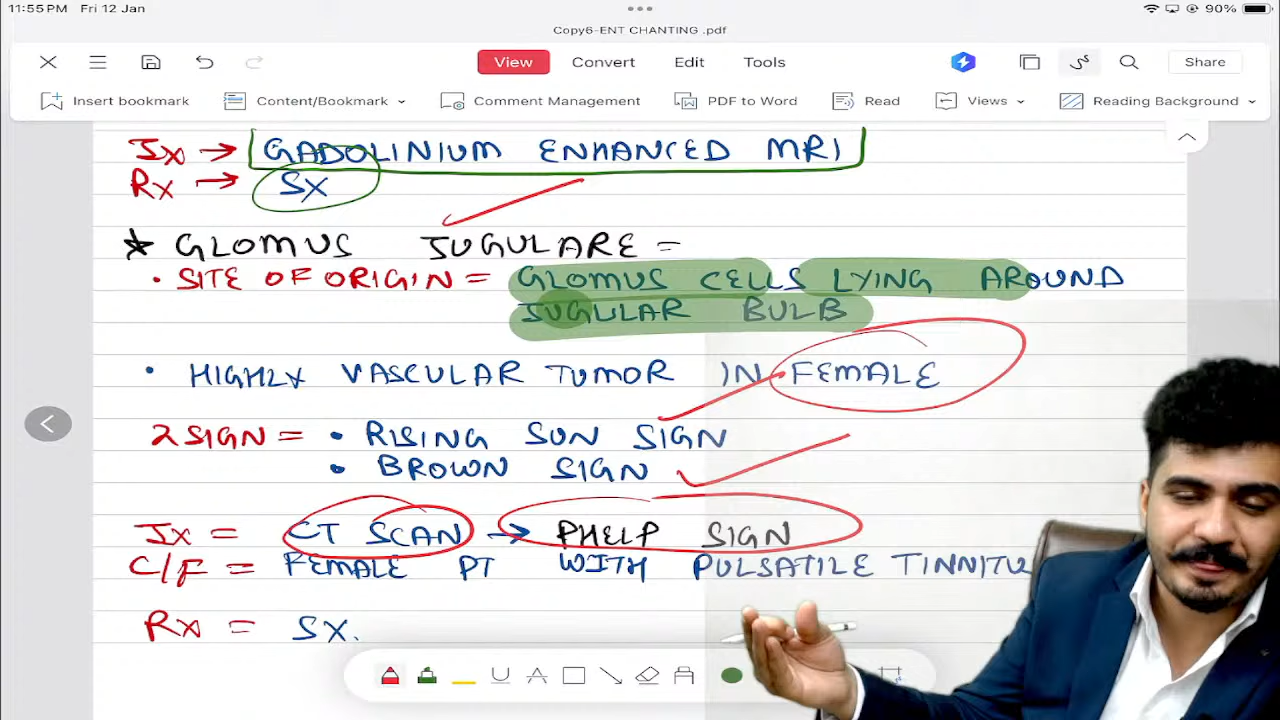 11:55 PM Fri 12 Jan 90%
Copy6-ENT CHANTING .pdf
View Convert Edit Tools Share
Insert bookmark Content/Bookmark Comment Management PDF to Word Read Views Reading Background
Ix → GADOLINIUM ENHANCED MRI
Rx → SX
★ GLOMUS JUGULARE =
• SITE OF ORIGIN = GLOMUS CELLS LYING AROUND
JUGULAR BULB
• HIGHLY VASCULAR TUMOR IN FEMALE
2 SIGN = • RISING SUN SIGN
• BROWN SIGN
Ix = CT SCAN → PHELP SIGN
C/F = FEMALE PT WITH PULSATILE TINNITU
Rx = SX.